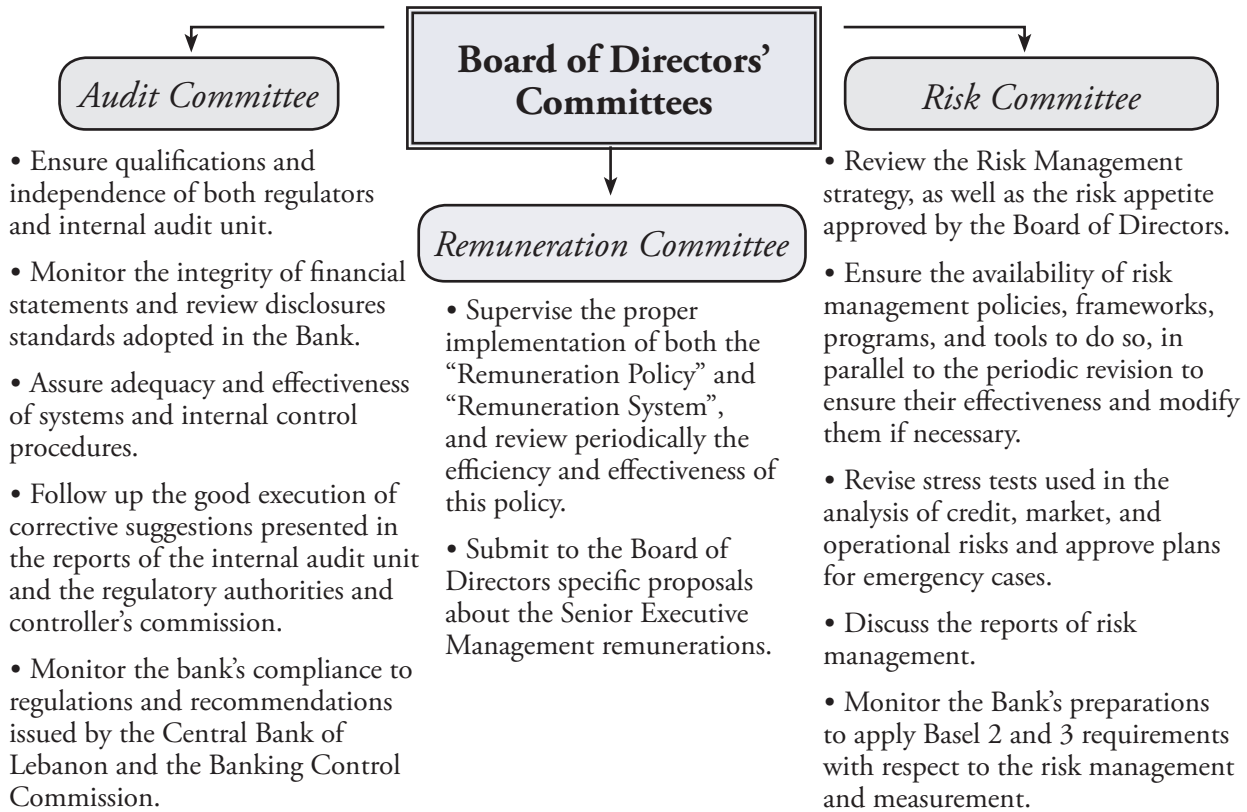 Board of Directors’
Committees
Audit Committee
• Ensure qualifications and
independence of both regulators
and internal audit unit.
• Monitor the integrity of financial
statements and review disclosures
standards adopted in the Bank.
• Assure adequacy and effectiveness
of systems and internal control
procedures.
• Follow up the good execution of
corrective suggestions presented in
the reports of the internal audit unit
and the regulatory authorities and
controller’s commission.
• Monitor the bank’s compliance to
regulations and recommendations
issued by the Central Bank of
Lebanon and the Banking Control
Commission.
Remuneration Committee
• Supervise the proper
implementation of both the
“Remuneration Policy” and
“Remuneration System”,
and review periodically the
efficiency and effectiveness of
this policy.
• Submit to the Board of
Directors specific proposals
about the Senior Executive
Management remunerations.
Risk Committee
• Review the Risk Management
strategy, as well as the risk appetite
approved by the Board of Directors.
• Ensure the availability of risk
management policies, frameworks,
programs, and tools to do so, in
parallel to the periodic revision to
ensure their effectiveness and modify
them if necessary.
• Revise stress tests used in the
analysis of credit, market, and
operational risks and approve plans
for emergency cases.
• Discuss the reports of risk
management.
• Monitor the Bank’s preparations
to apply Basel 2 and 3 requirements
with respect to the risk management
and measurement.